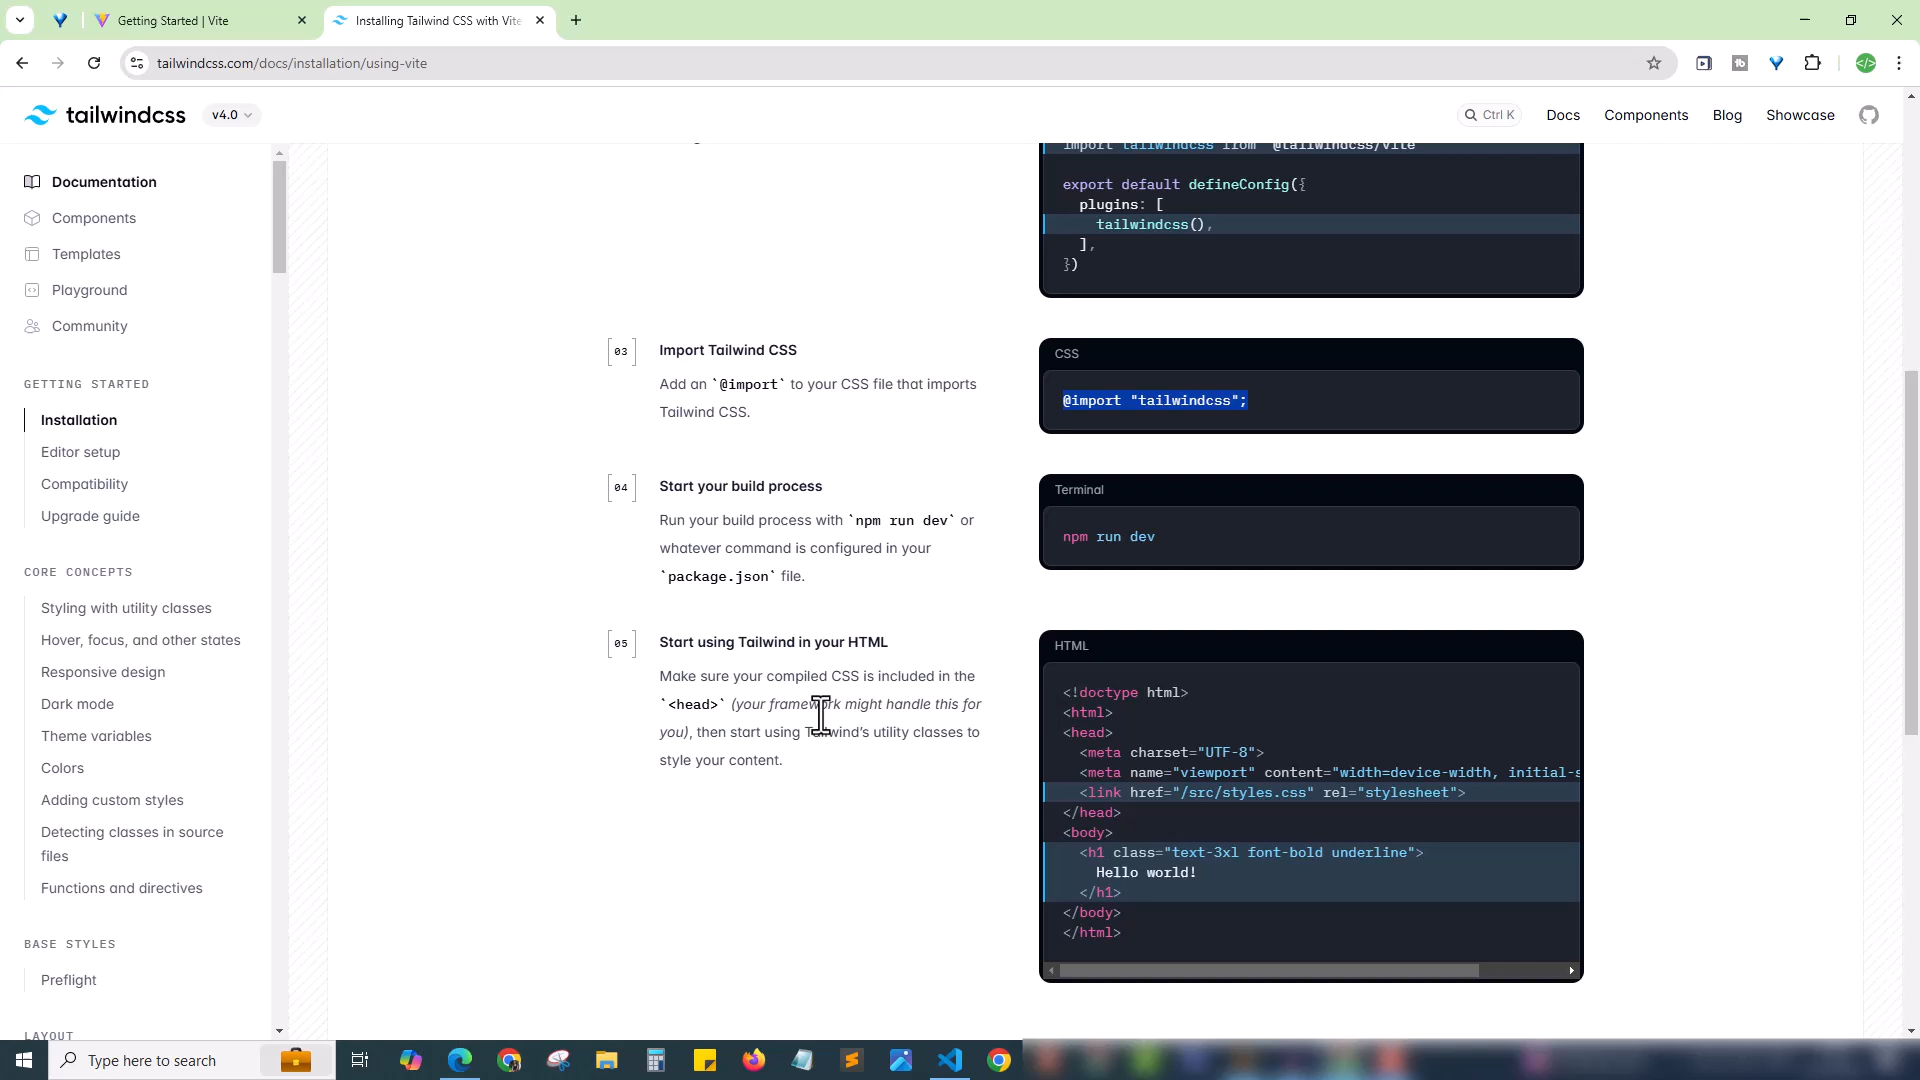 Getting Started | Vite
Installing Tailwind CSS with Vite
tailwindcss.com/docs/installation/using-vite
tailwindcss
v4.0
Ctrl K
Docs
Components
Blog
Showcase
Documentation
Components
Templates
Playground
Community
GETTING STARTED
Installation
Editor setup
Compatibility
Upgrade guide
CORE CONCEPTS
Styling with utility classes
Hover, focus, and other states
Responsive design
Dark mode
Theme variables
Colors
Adding custom styles
Detecting classes in source
files
Functions and directives
BASE STYLES
Preflight
LAYOUT
import tailwindcss from '@tailwindcss/vite'
export default defineConfig({
plugins: [
tailwindcss(),
],
})
03
Import Tailwind CSS
Add an `@import` to your CSS file that imports
Tailwind CSS.
CSS
@import "tailwindcss";
04
Start your build process
Run your build process with `npm run dev` or
whatever command is configured in your
`package.json` file.
Terminal
npm run dev
05
Start using Tailwind in your HTML
Make sure your compiled CSS is included in the
`<head>` (your framework might handle this for
you), then start using Tailwind's utility classes to
style your content.
HTML
<!doctype html>
<html>
<head>
<meta charset="UTF-8">
<meta name="viewport" content="width=device-width, initial-s
<link href="/src/styles.css" rel="stylesheet">
</head>
<body>
<h1 class="text-3xl font-bold underline">
Hello world!
</h1>
</body>
</html>
Type here to search